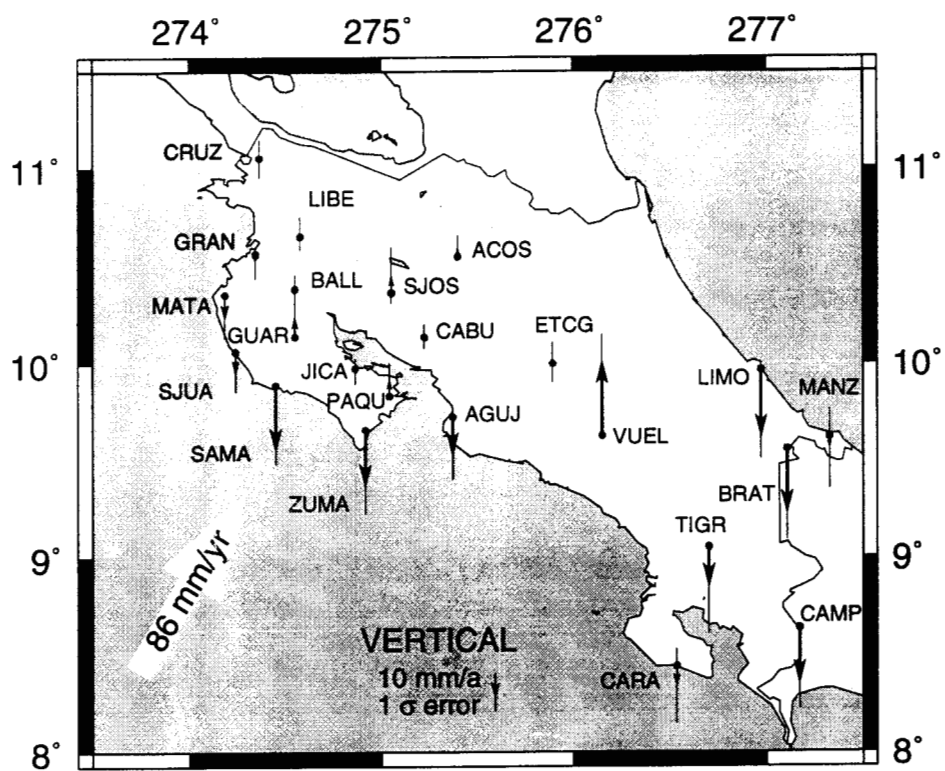 274° 275° 276° 277°
11° 11°
CRUZ
LIBE
GRAN
ACOS
BALL
SJOS
MATA
GUAR
CABU
ETCG
10° 10°
JICA
LIMO
MANZ
SJUA
PAQU
AGUJ
VUEL
SAMA
BRAT
ZUMA
TIGR
9° 9°
86 mm/yr
CAMP
VERTICAL
10 mm/a
CARA
1 σ error
8° 8°